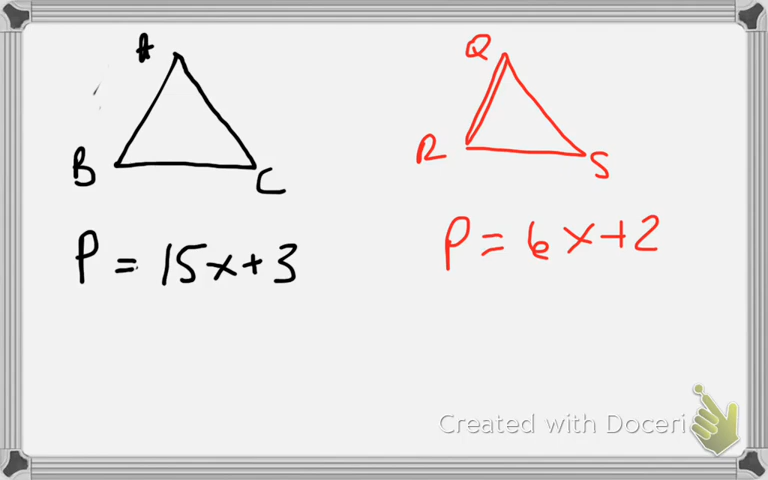 A
B
C
P = 15x+3
Q
R
S
P = 6x+2
Created with Doceri